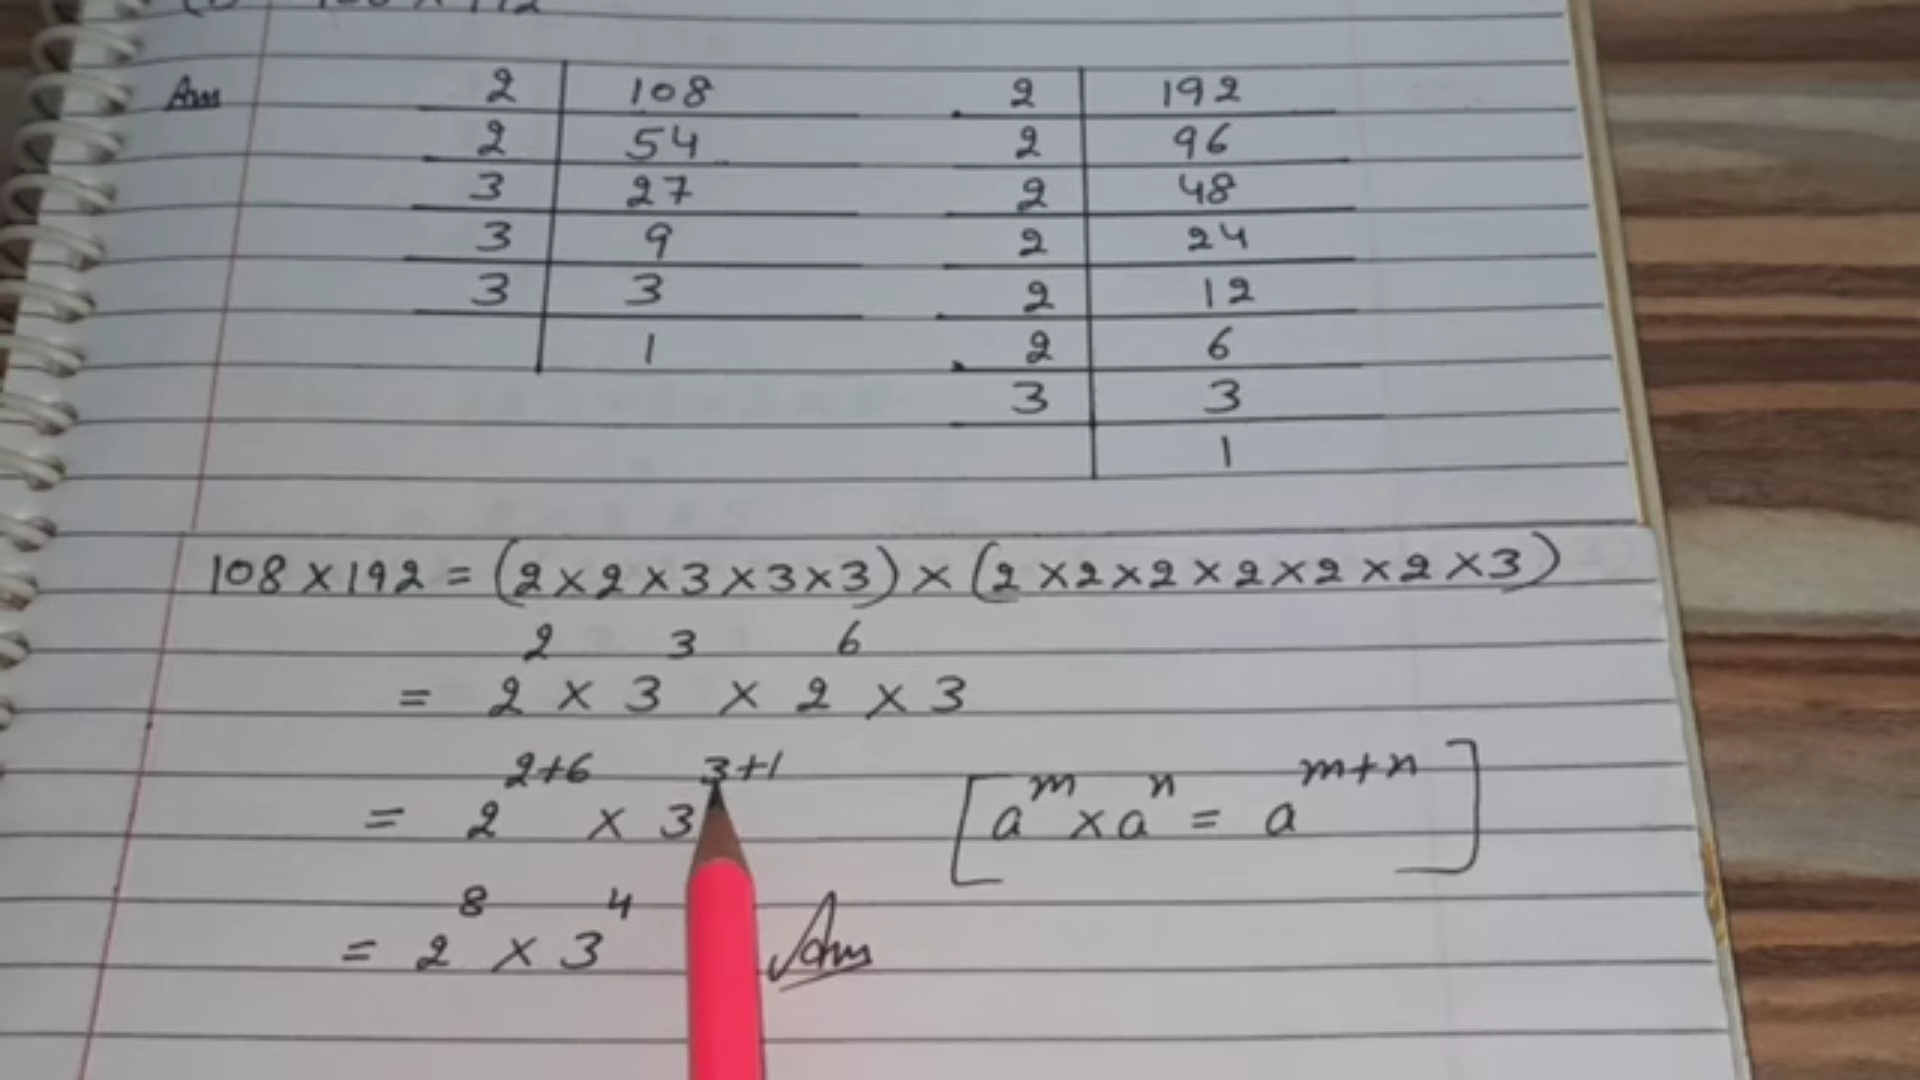 108 × 192
Ans
2 | 108
2 | 54
3 | 27
3 | 9
3 | 3
1
2 | 192
2 | 96
2 | 48
2 | 24
2 | 12
2 | 6
3 | 3
1
108 × 192 = (2 × 2 × 3 × 3 × 3) × (2 × 2 × 2 × 2 × 2 × 2 × 3)
= 2² × 3³ × 2⁶ × 3
= 2²⁺⁶ × 3³⁺¹ [aᵐ × aⁿ = aᵐ⁺ⁿ]
= 2⁸ × 3⁴ Ans